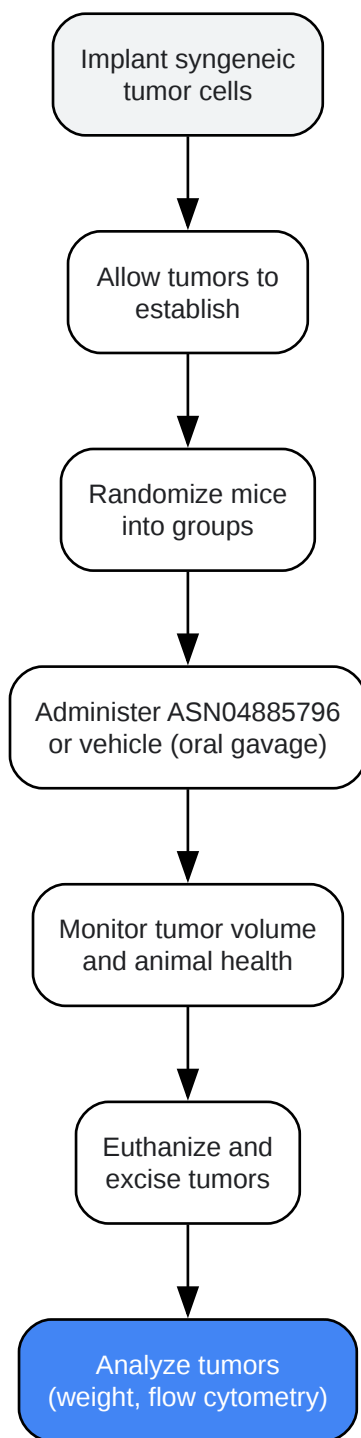 Implant syngeneic
tumor cells
Allow tumors to
establish
Randomize mice
into groups
Administer ASN04885796
or vehicle (oral gavage)
Monitor tumor volume
and animal health
Euthanize and
excise tumors
Analyze tumors
(weight, flow cytometry)